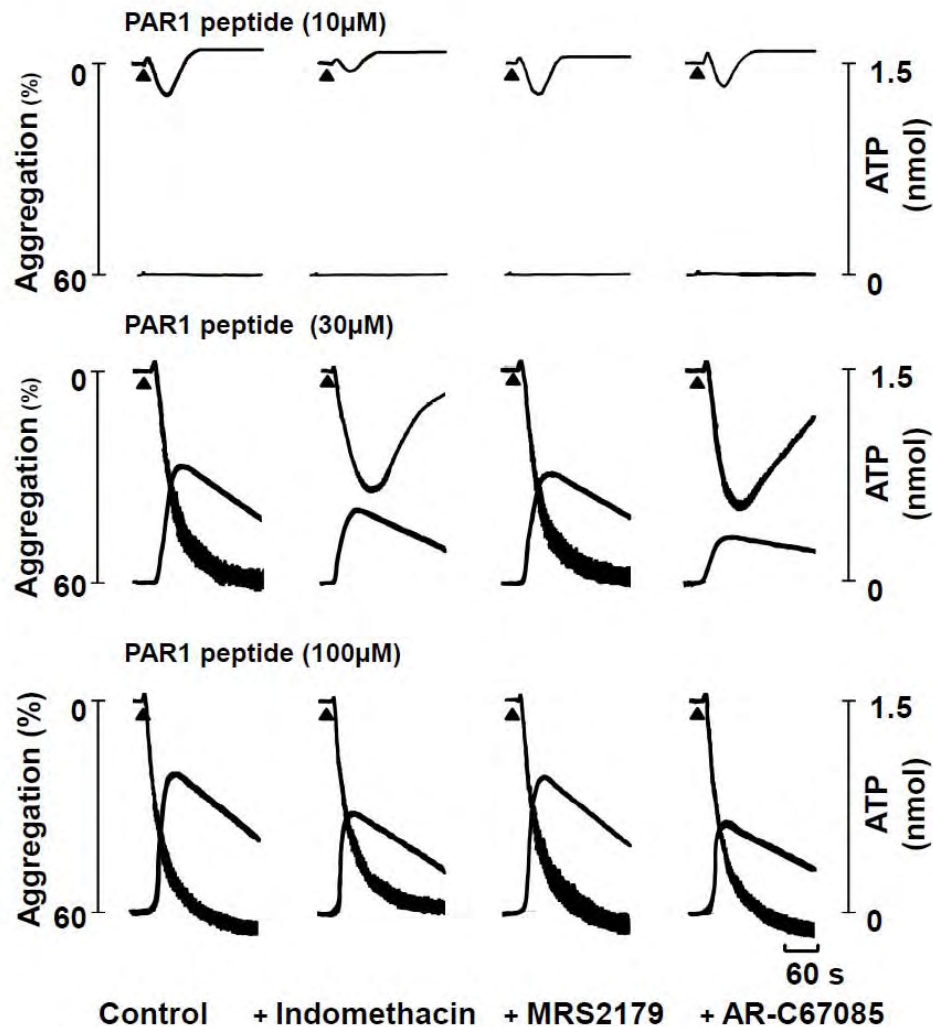 PAR1 peptide (10µM)
Aggregation (%)
0
60
1.5
0
ATP
(nmol)
PAR1 peptide (30µM)
Aggregation (%)
0
60
1.5
0
ATP
(nmol)
PAR1 peptide (100µM)
Aggregation (%)
0
60
1.5
0
ATP
(nmol)
60 s
Control + Indomethacin + MRS2179 + AR-C67085